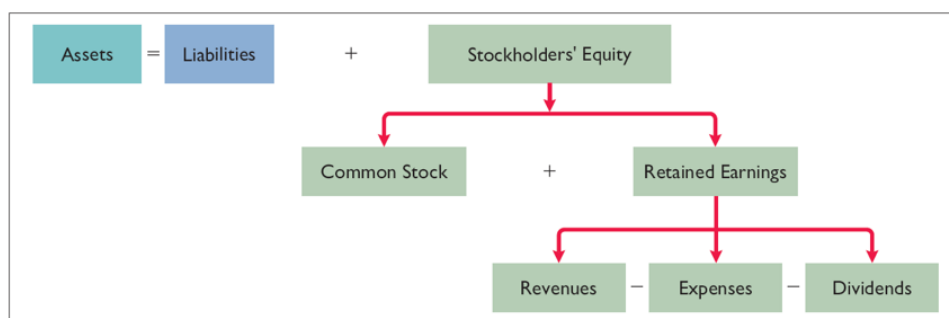 Assets = Liabilities + Stockholders' Equity
Common Stock + Retained Earnings
Revenues – Expenses – Dividends